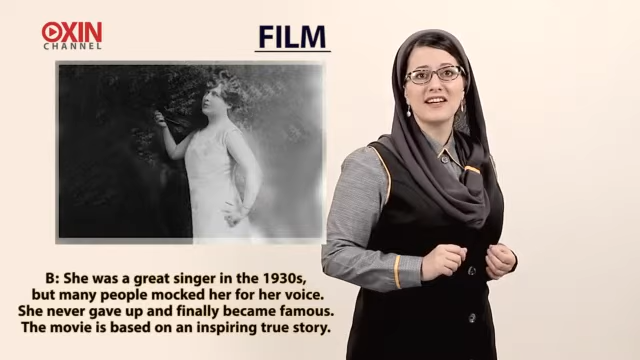 OXIN
CHANNEL
FILM
B: She was a great singer in the 1930s,
but many people mocked her for her voice.
She never gave up and finally became famous.
The movie is based on an inspiring true story.